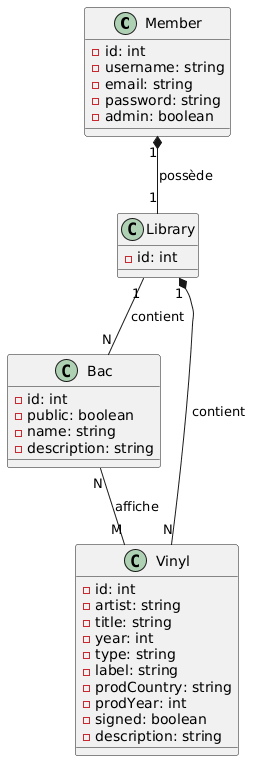 C Member
id: int
username: string
email: string
password: string
admin: boolean
1
possède
1
C Library
id: int
1
1
contient
N
C Bac
id: int
public: boolean
name: string
description: string
contient
N
affiche
M
N
C Vinyl
id: int
artist: string
title: string
year: int
type: string
label: string
prodCountry: string
prodYear: int
signed: boolean
description: string